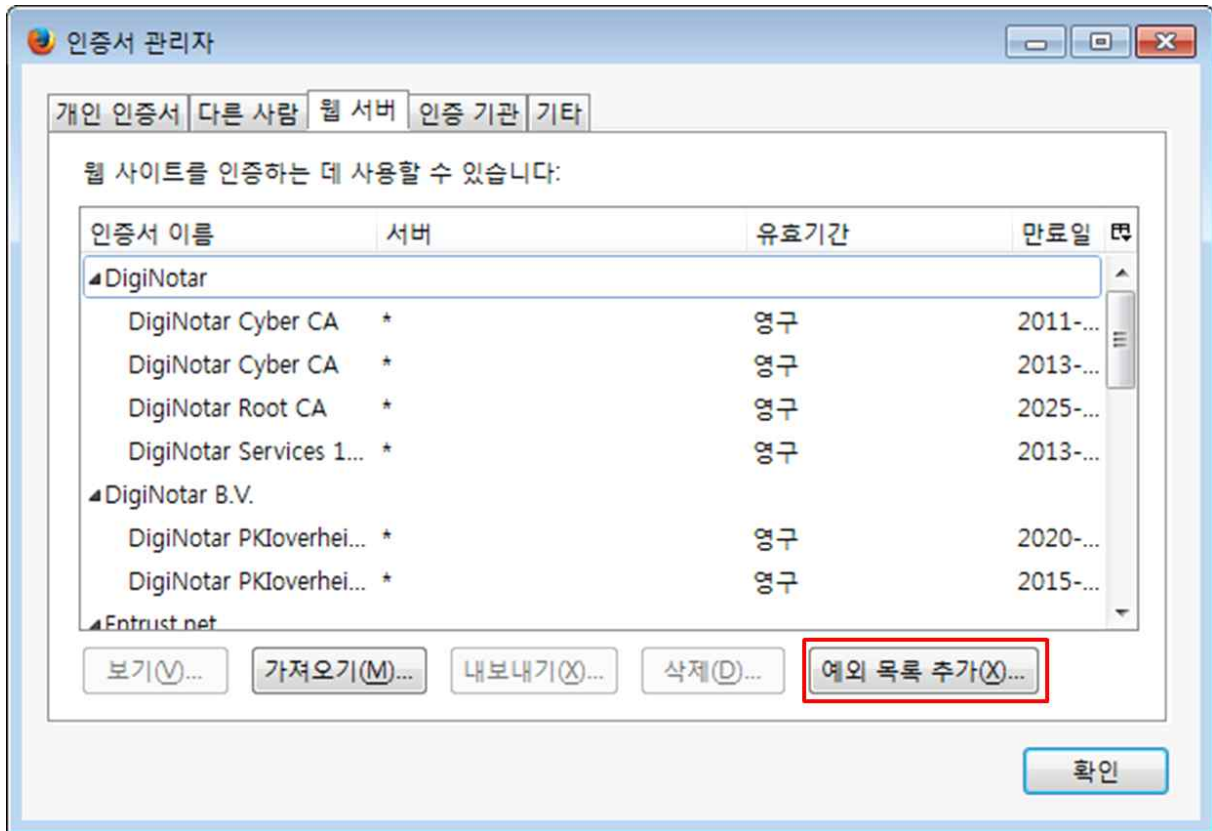 인증서 관리자
개인 인증서 다른 사람 웹 서버 인증 기관 기타
웹 사이트를 인증하는 데 사용할 수 있습니다:
인증서 이름 서버 유효기간 만료일
DigiNotar
DigiNotar Cyber CA * 영구 2011-...
DigiNotar Cyber CA * 영구 2013-...
DigiNotar Root CA * 영구 2025-...
DigiNotar Services 1... * 영구 2013-...
DigiNotar B.V.
DigiNotar PKIoverhei... * 영구 2020-...
DigiNotar PKIoverhei... * 영구 2015-...
Entrust.net
보기(V)... 가져오기(M)... 내보내기(X)... 삭제(D)... 예외 목록 추가(X)...
확인